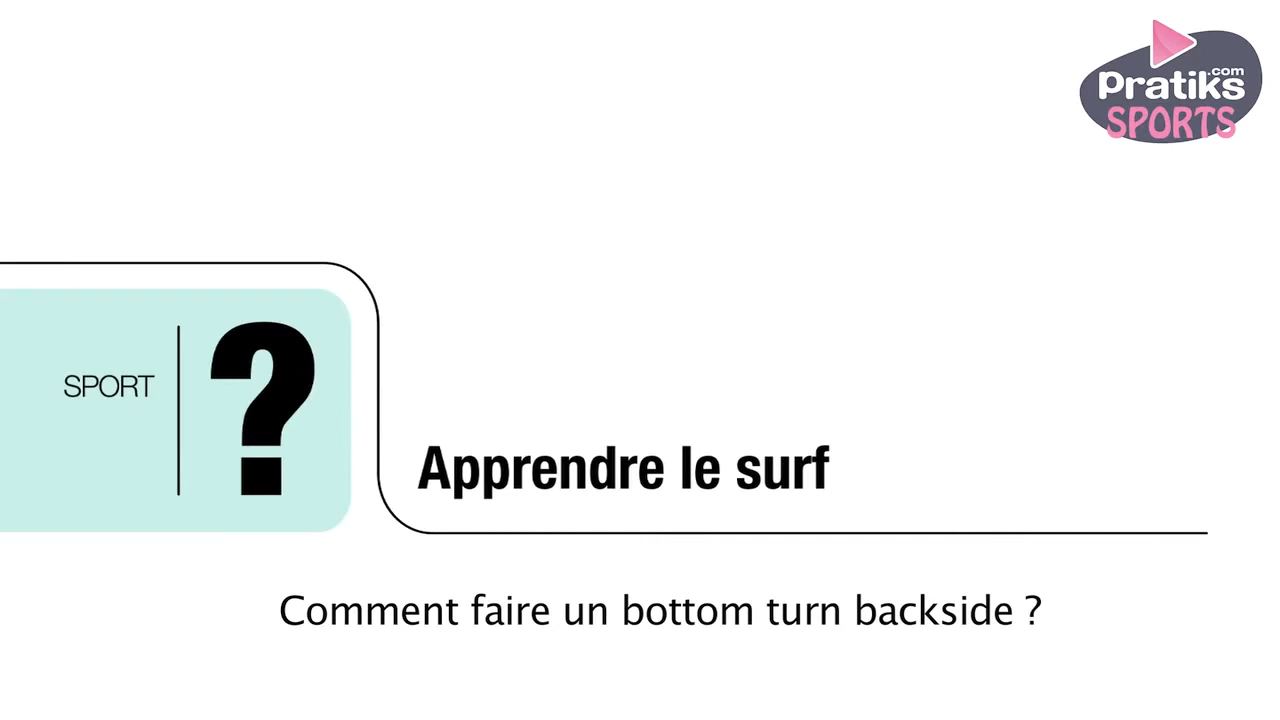 .com
Pratiks
SPORTS
SPORT
?
Apprendre le surf
Comment faire un bottom turn backside ?